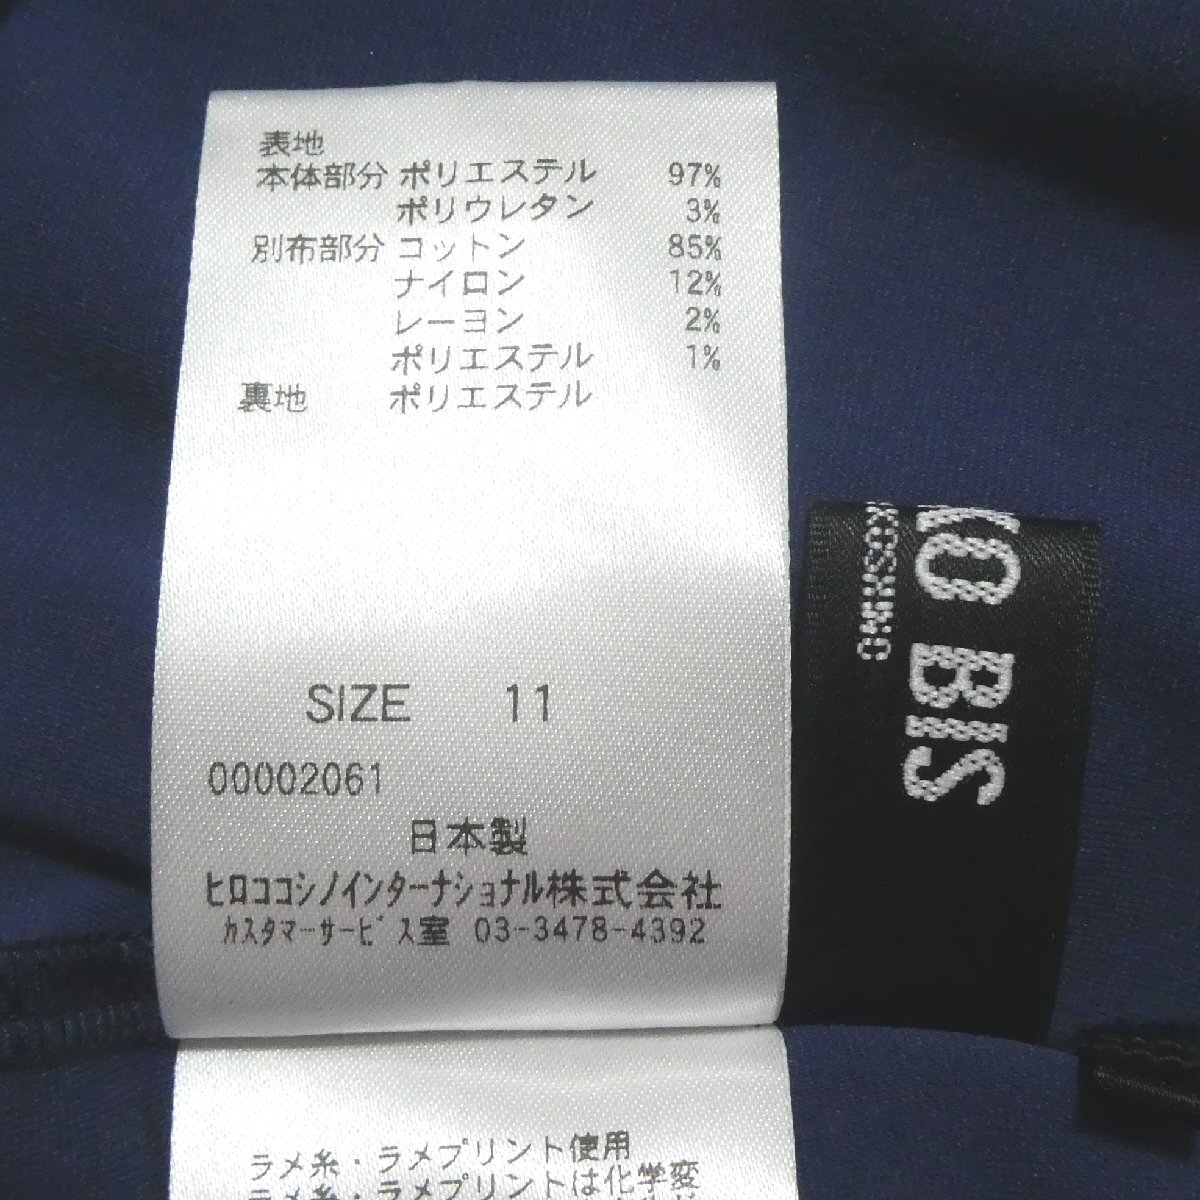 表地
本体部分 ポリエステル 97%
ポリウレタン 3%
別布部分 コットン 85%
ナイロン 12%
レーヨン 2%
ポリエステル 1%
裏地 ポリエステル
SIZE 11
00002061
日本製
ヒロココシノインターナショナル株式会社
カスタマーサービス室 03-3478-4392
ラメ糸・ラメプリント使用
ラメ糸・ラメプリントは化学変
KO BIS
KOSHINO